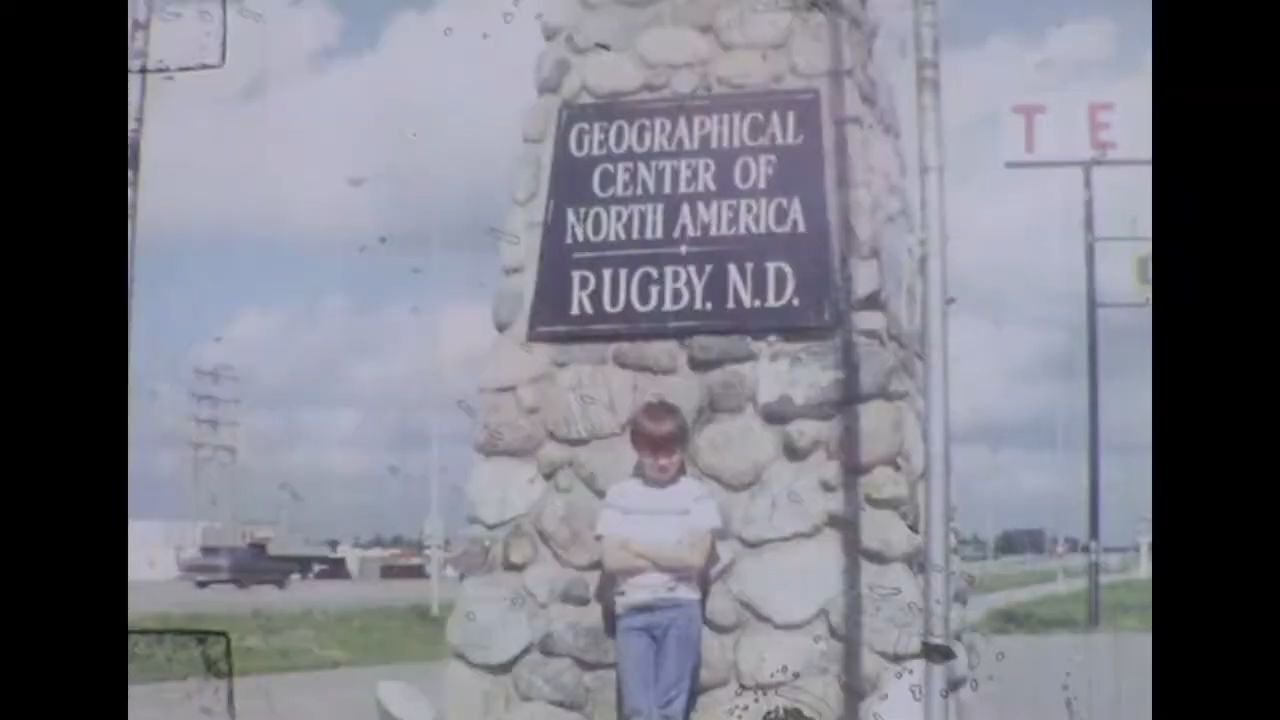 GEOGRAPHICAL
CENTER OF
NORTH AMERICA
RUGBY, N.D.
T E